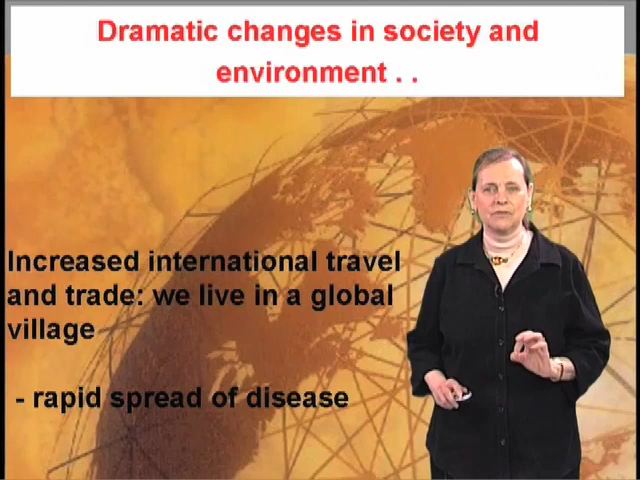 Dramatic changes in society and
environment . .
Increased international travel
and trade: we live in a global
village
- rapid spread of disease